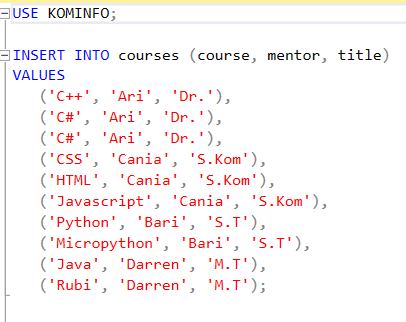 USE KOMINFO;
INSERT INTO courses (course, mentor, title)
VALUES
('C++', 'Ari', 'Dr.'),
('C#', 'Ari', 'Dr.'),
('C#', 'Ari', 'Dr.'),
('CSS', 'Cania', 'S.Kom'),
('HTML', 'Cania', 'S.Kom'),
('Javascript', 'Cania', 'S.Kom'),
('Python', 'Bari', 'S.T'),
('Micropython', 'Bari', 'S.T'),
('Java', 'Darren', 'M.T'),
('Rubi', 'Darren', 'M.T');